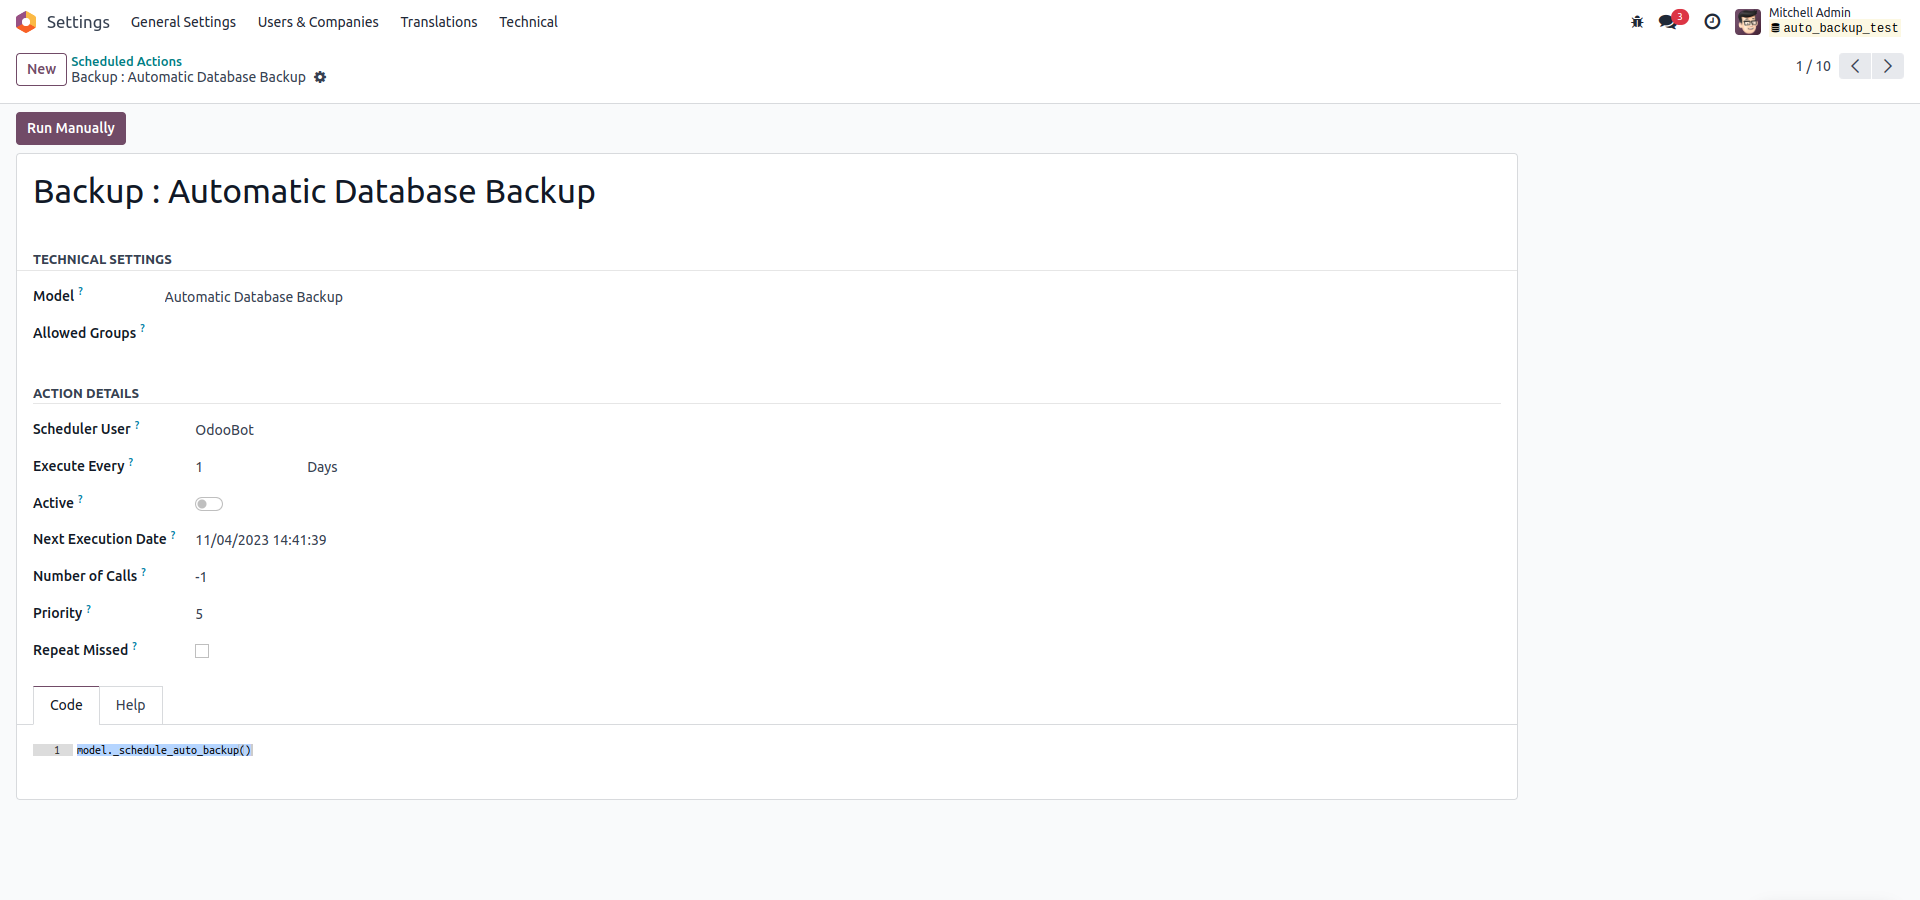 Settings General Settings Users & Companies Translations Technical 3 Mitchell Admin
auto_backup_test
New Scheduled Actions
Backup : Automatic Database Backup 1 / 10
Run Manually
Backup : Automatic Database Backup
TECHNICAL SETTINGS
Model ? Automatic Database Backup
Allowed Groups ?
ACTION DETAILS
Scheduler User ? OdooBot
Execute Every ? 1 Days
Active ?
Next Execution Date ? 11/04/2023 14:41:39
Number of Calls ? -1
Priority ? 5
Repeat Missed ?
Code Help
1 model._schedule_auto_backup()